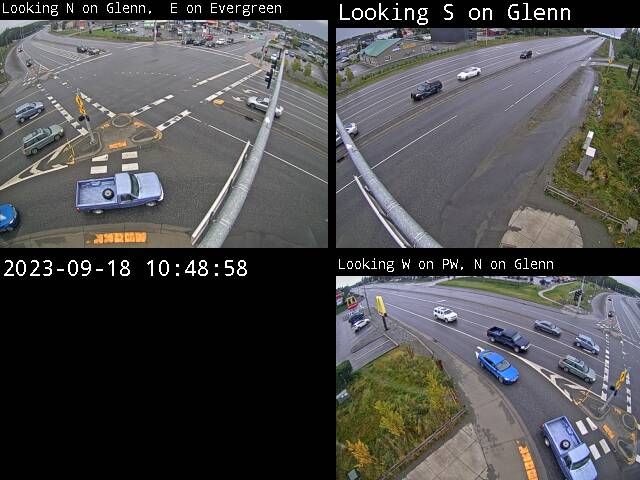 Looking N on Glenn, E on Evergreen
Looking S on Glenn
2023-09-18 10:48:58
Looking W on PW, N on Glenn